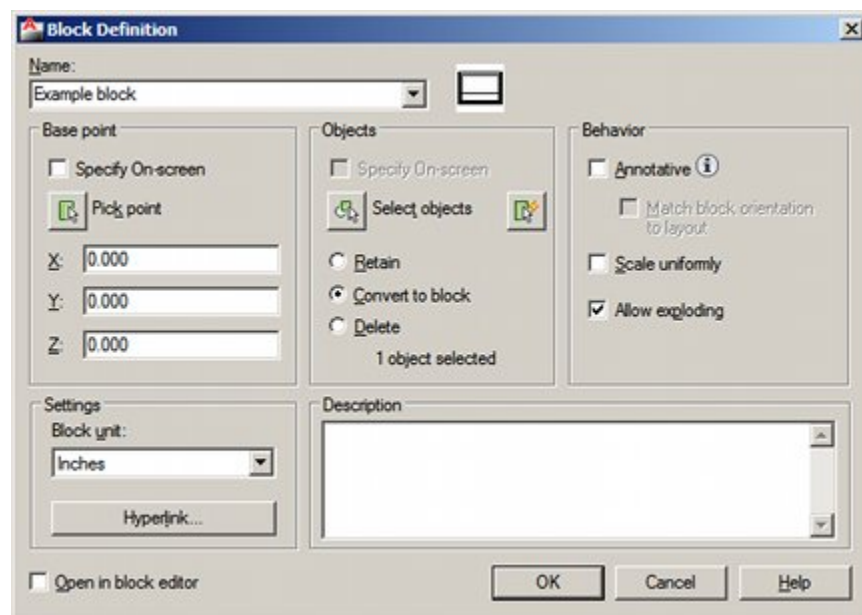 Block Definition
Name:
Example block
Base point
Specify On-screen
Pick point
X: 0.000
Y: 0.000
Z: 0.000
Objects
Specify On-screen
Select objects
Retain
Convert to block
Delete
1 object selected
Behavior
Annotative
Match block orientation
to layout
Scale uniformly
Allow exploding
Settings
Block unit:
Inches
Hyperlink...
Description
Open in block editor
OK
Cancel
Help